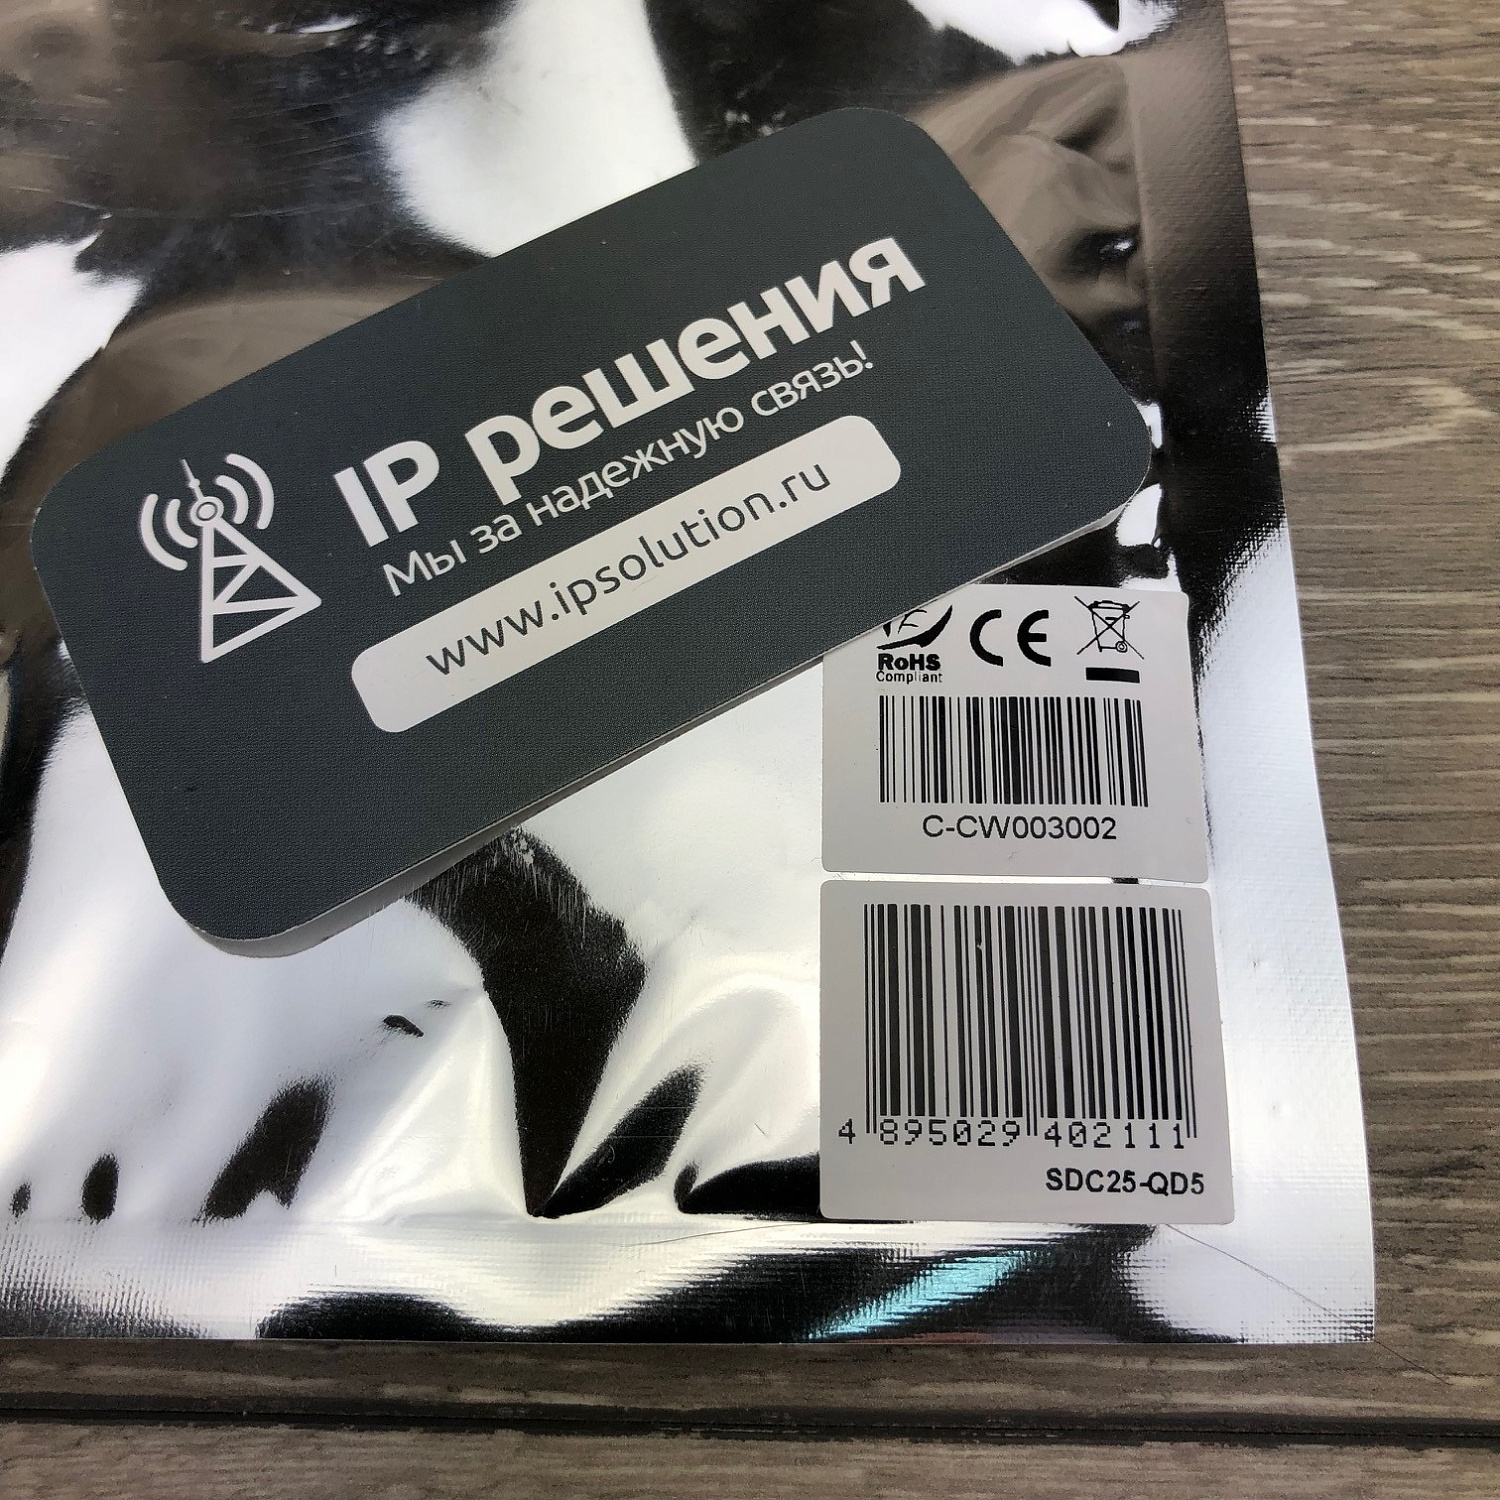 IP решения
Мы за надежную связь!
www.ipsolution.ru
RoHS
Compliant
CE
C-CW003002
4 895029 402111
SDC25-QD5